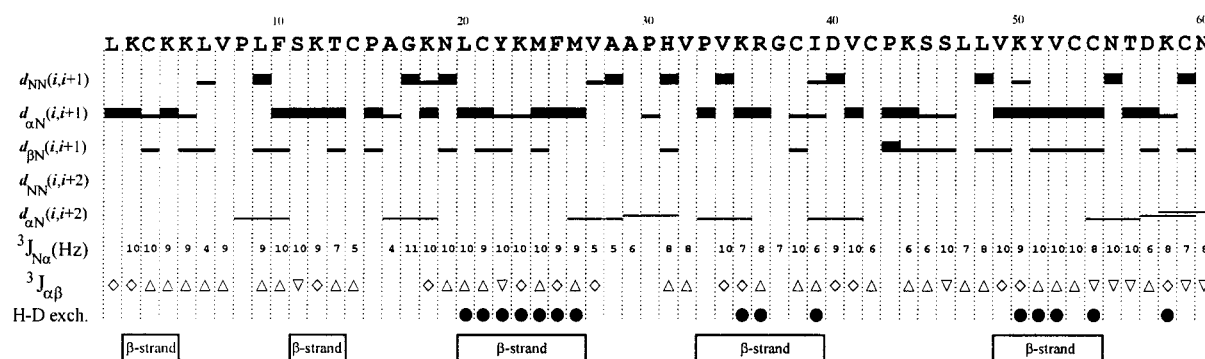 10 20 30 40 50 60
L K C K K L V P L F S K T C P A G K N L C Y K M F M V A A P H V P V K R G C I D V C P K S S L L V K Y V C C N T D K C N
dNN(i,i+1)
dαN(i,i+1)
dβN(i,i+1)
dNN(i,i+2)
dαN(i,i+2)
³JNα(Hz) 10 10 9 9 4 9 9 10 10 9 7 5 4 11 10 10 10 9 10 10 10 6 9 5 5 6 8 8 10 7 8 7 10 6 9 10 6 6 6 10 8 8 10 9 10 10 10 8 10 10 6 8 7 8
³Jαβ
H-D exch.
β-strand β-strand β-strand β-strand β-strand